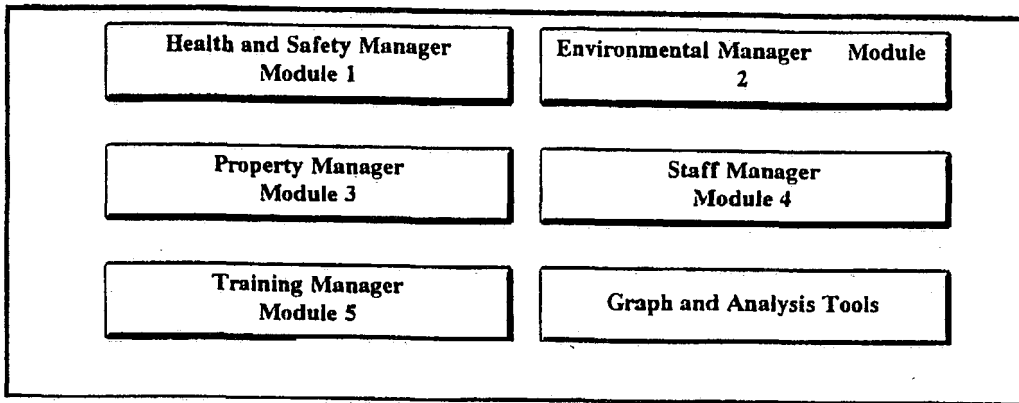 Health and Safety Manager
Module 1
Environmental Manager Module
2
Property Manager
Module 3
Staff Manager
Module 4
Training Manager
Module 5
Graph and Analysis Tools